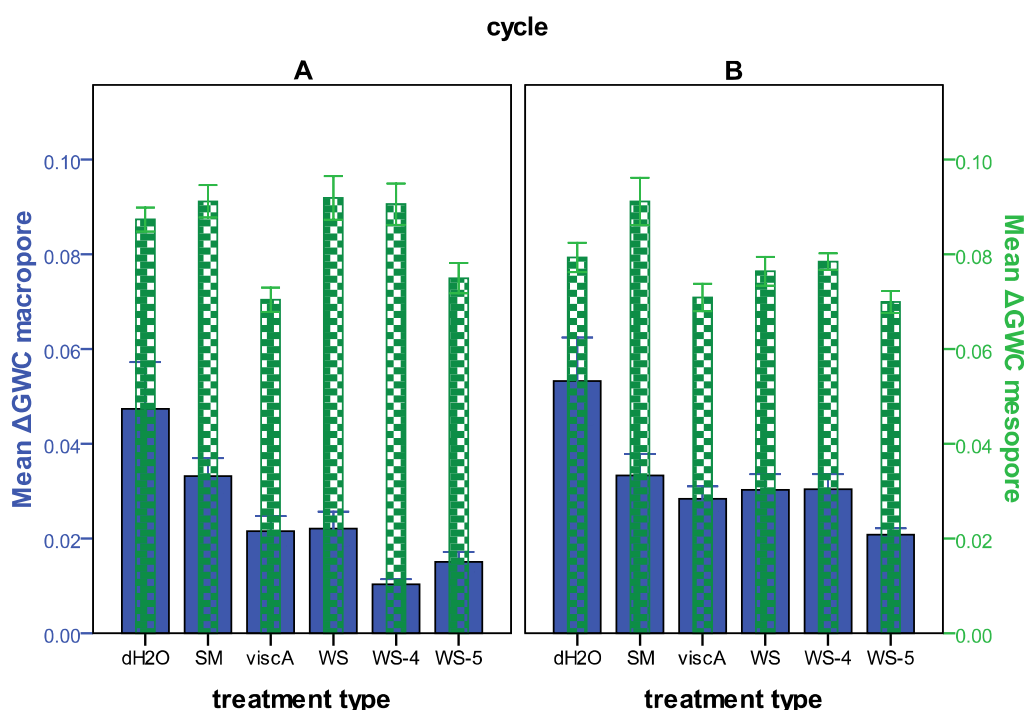 cycle
A
B
Mean ΔGWC macropore
0.10
0.08
0.06
0.04
0.02
0.00
0.10
0.08
0.06
0.04
0.02
0.00
Mean ΔGWC mesopore
dH2O SM viscA WS WS-4 WS-5
dH2O SM viscA WS WS-4 WS-5
treatment type
treatment type